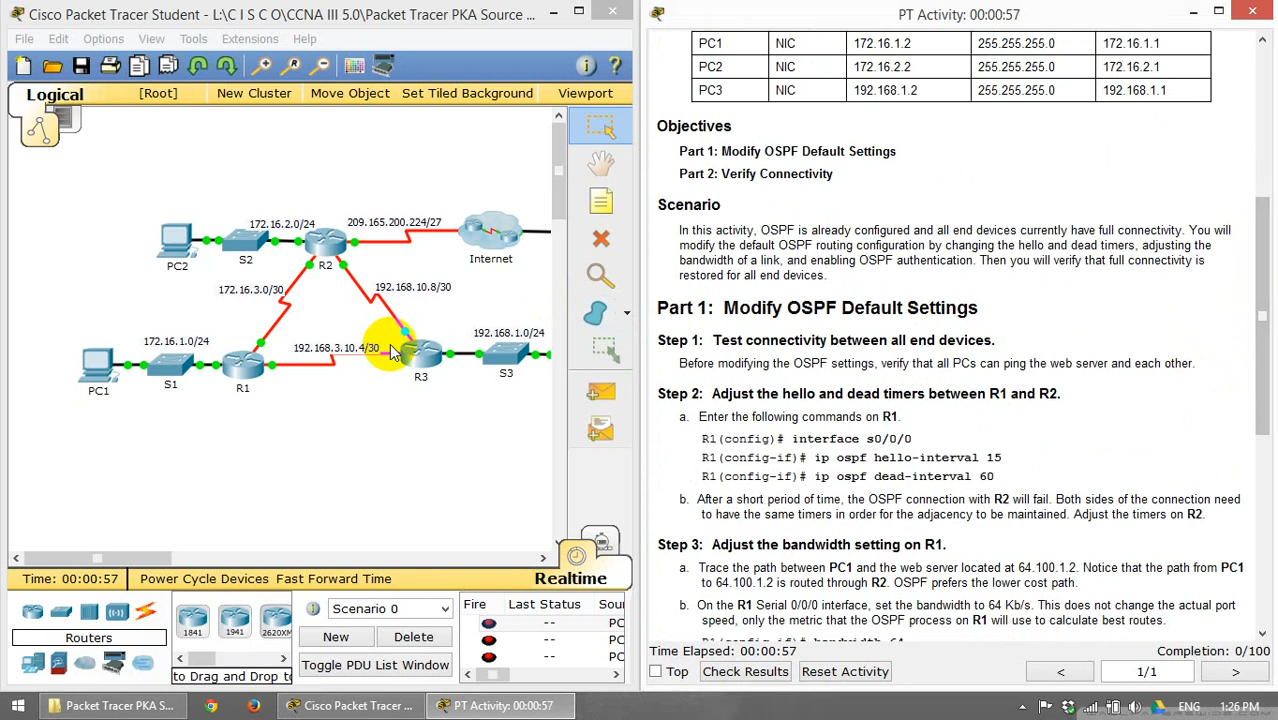 Cisco Packet Tracer Student - L:\C I S C O\CCNA III 5.0\Packet Tracer PKA Source ...
File Edit Options View Tools Extensions Help
Logical [Root] New Cluster Move Object Set Tiled Background Viewport
172.16.2.0/24
209.165.200.224/27
PC2
S2
R2
Internet
172.16.3.0/30
192.168.10.8/30
172.16.1.0/24
192.168.3.10.4/30
192.168.1.0/24
PC1
S1
R1
R3
S3
Time: 00:00:57 Power Cycle Devices Fast Forward Time Realtime
Routers
1841 1941 2620XM
to Drag and Drop to
Scenario 0
New Delete
Toggle PDU List Window
Fire Last Status Sour
-- PC
-- PC
-- PC
PT Activity: 00:00:57
PC1 NIC 172.16.1.2 255.255.255.0 172.16.1.1
PC2 NIC 172.16.2.2 255.255.255.0 172.16.2.1
PC3 NIC 192.168.1.2 255.255.255.0 192.168.1.1
Objectives
Part 1: Modify OSPF Default Settings
Part 2: Verify Connectivity
Scenario
In this activity, OSPF is already configured and all end devices currently have full connectivity. You will
modify the default OSPF routing configuration by changing the hello and dead timers, adjusting the
bandwidth of a link, and enabling OSPF authentication. Then you will verify that full connectivity is
restored for all end devices.
Part 1: Modify OSPF Default Settings
Step 1: Test connectivity between all end devices.
Before modifying the OSPF settings, verify that all PCs can ping the web server and each other.
Step 2: Adjust the hello and dead timers between R1 and R2.
a. Enter the following commands on R1.
R1(config)# interface s0/0/0
R1(config-if)# ip ospf hello-interval 15
R1(config-if)# ip ospf dead-interval 60
b. After a short period of time, the OSPF connection with R2 will fail. Both sides of the connection need
to have the same timers in order for the adjacency to be maintained. Adjust the timers on R2.
Step 3: Adjust the bandwidth setting on R1.
a. Trace the path between PC1 and the web server located at 64.100.1.2. Notice that the path from PC1
to 64.100.1.2 is routed through R2. OSPF prefers the lower cost path.
b. On the R1 Serial 0/0/0 interface, set the bandwidth to 64 Kb/s. This does not change the actual port
speed, only the metric that the OSPF process on R1 will use to calculate best routes.
Time Elapsed: 00:00:57 Completion: 0/100
Top Check Results Reset Activity < 1/1 >
Packet Tracer PKA S... Cisco Packet Tracer ... PT Activity: 00:00:57 ENG 1:26 PM